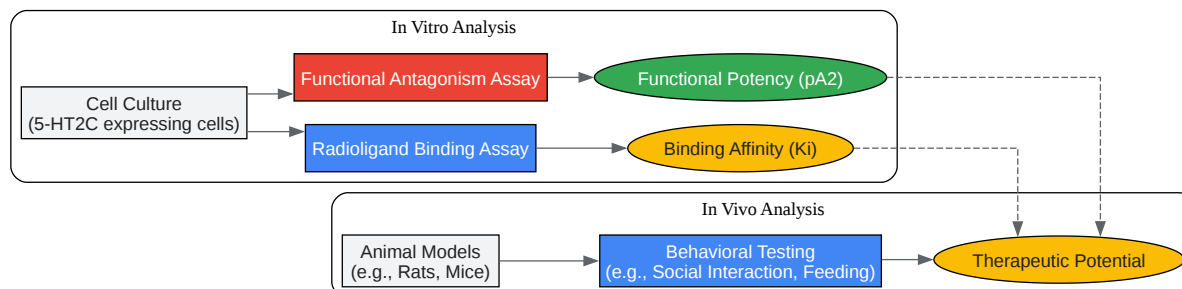 In Vitro Analysis
Functional Antagonism Assay
Functional Potency (pA2)
Cell Culture
(5-HT2C expressing cells)
Radioligand Binding Assay
Binding Affinity (Ki)
In Vivo Analysis
Animal Models
(e.g., Rats, Mice)
Behavioral Testing
(e.g., Social Interaction, Feeding)
Therapeutic Potential